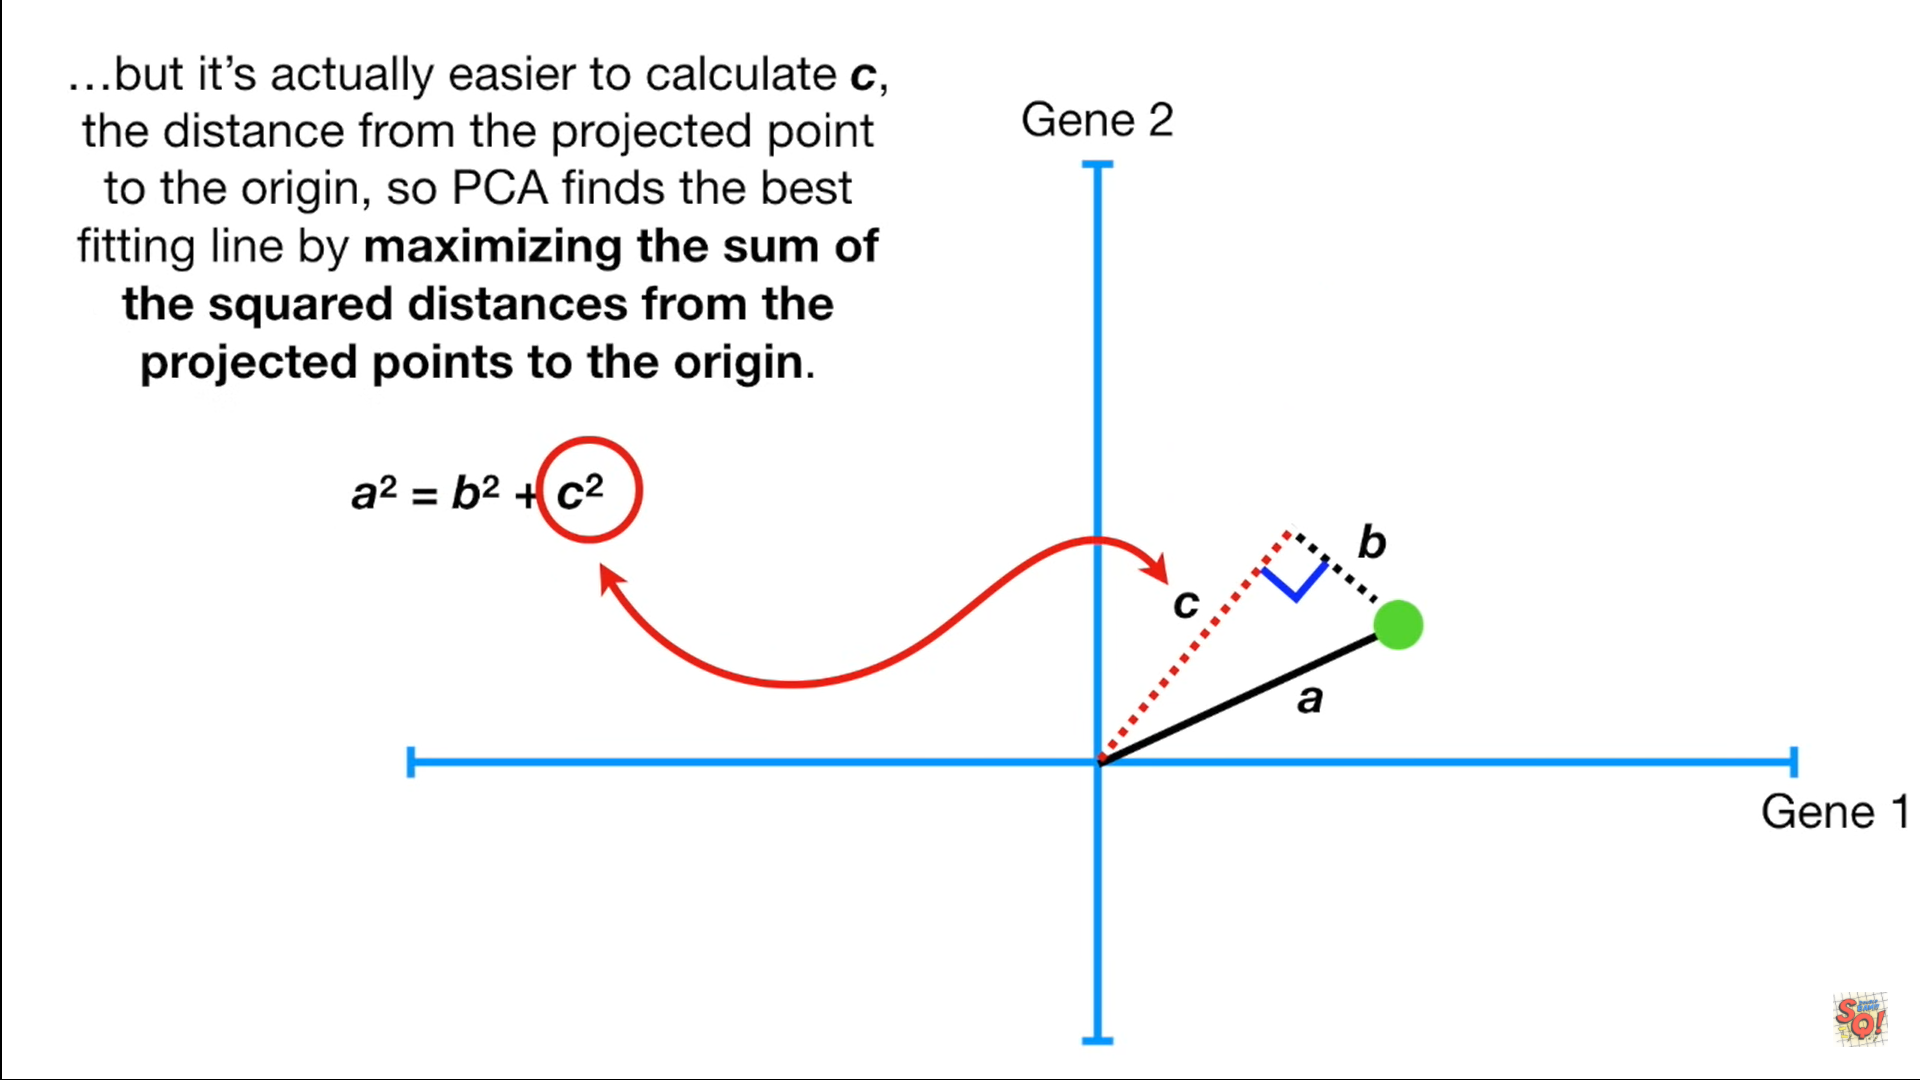 …but it’s actually easier to calculate c,
the distance from the projected point
to the origin, so PCA finds the best
fitting line by maximizing the sum of
the squared distances from the
projected points to the origin.
a² = b² + c²
Gene 2
b
c
a
Gene 1
SQ!